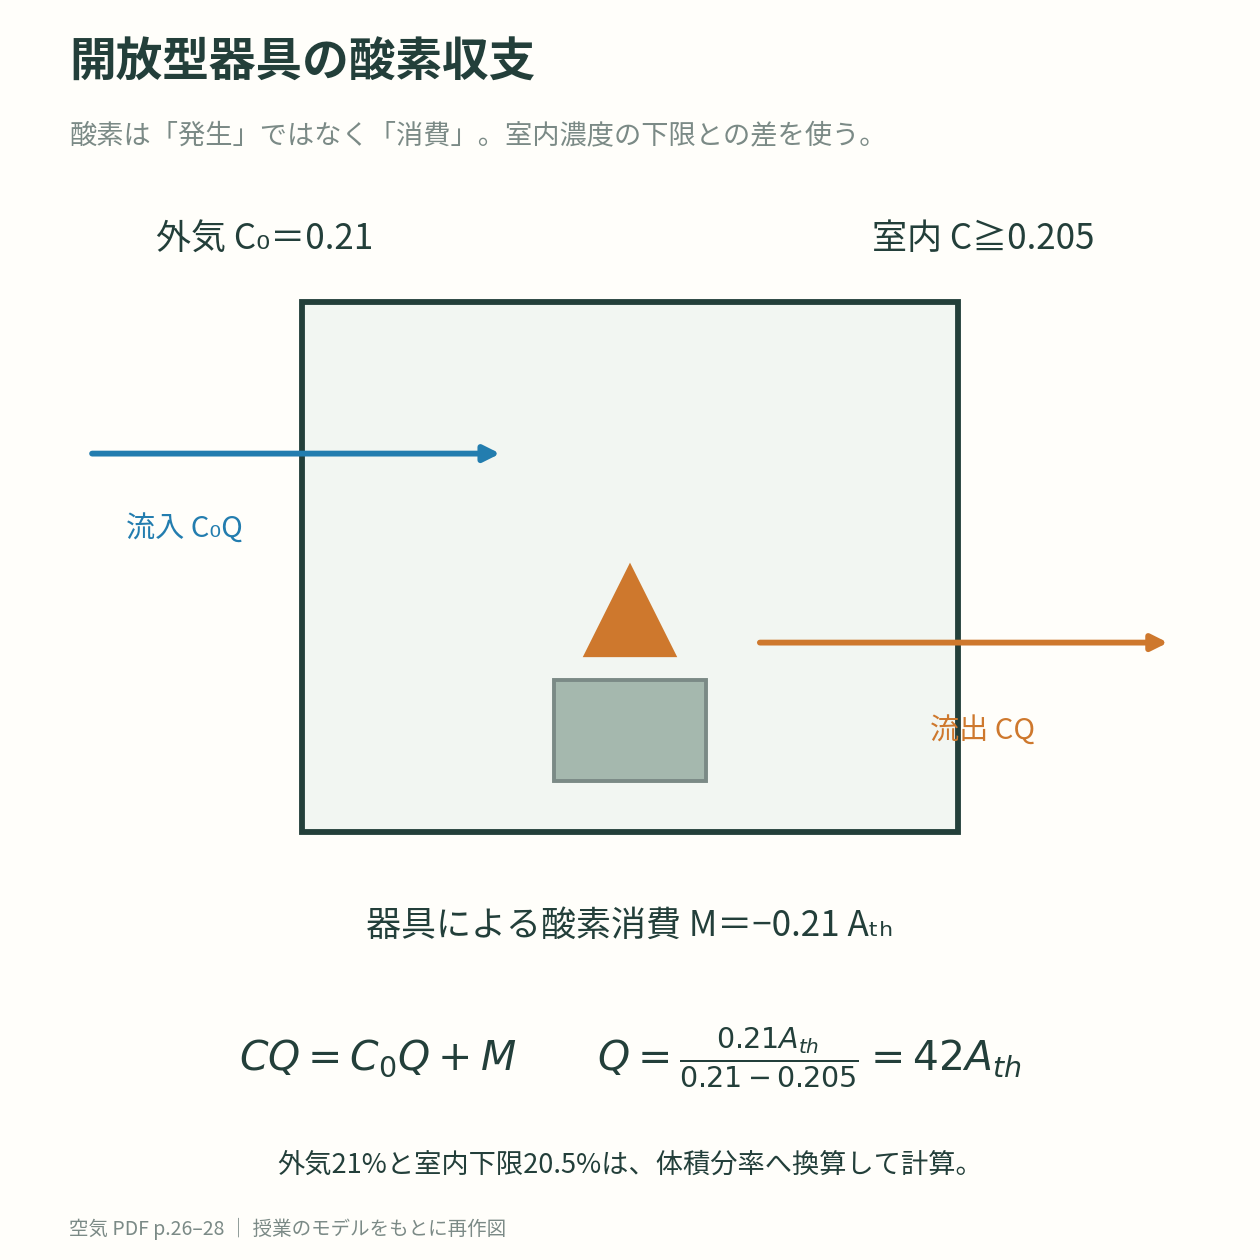 開放型器具の酸素収支
酸素は「発生」ではなく「消費」。室内濃度の下限との差を使う。
外気 C₀＝0.21
室内 C≧0.205
流入 C₀Q
流出 CQ
器具による酸素消費 M＝−0.21 Aₜₕ
CQ = C₀Q + M
Q = 0.21Aₜₕ / 0.21 − 0.205 = 42Aₜₕ
外気21%と室内下限20.5%は、体積分率へ換算して計算。
空気 PDF p.26–28 ｜ 授業のモデルをもとに再作図